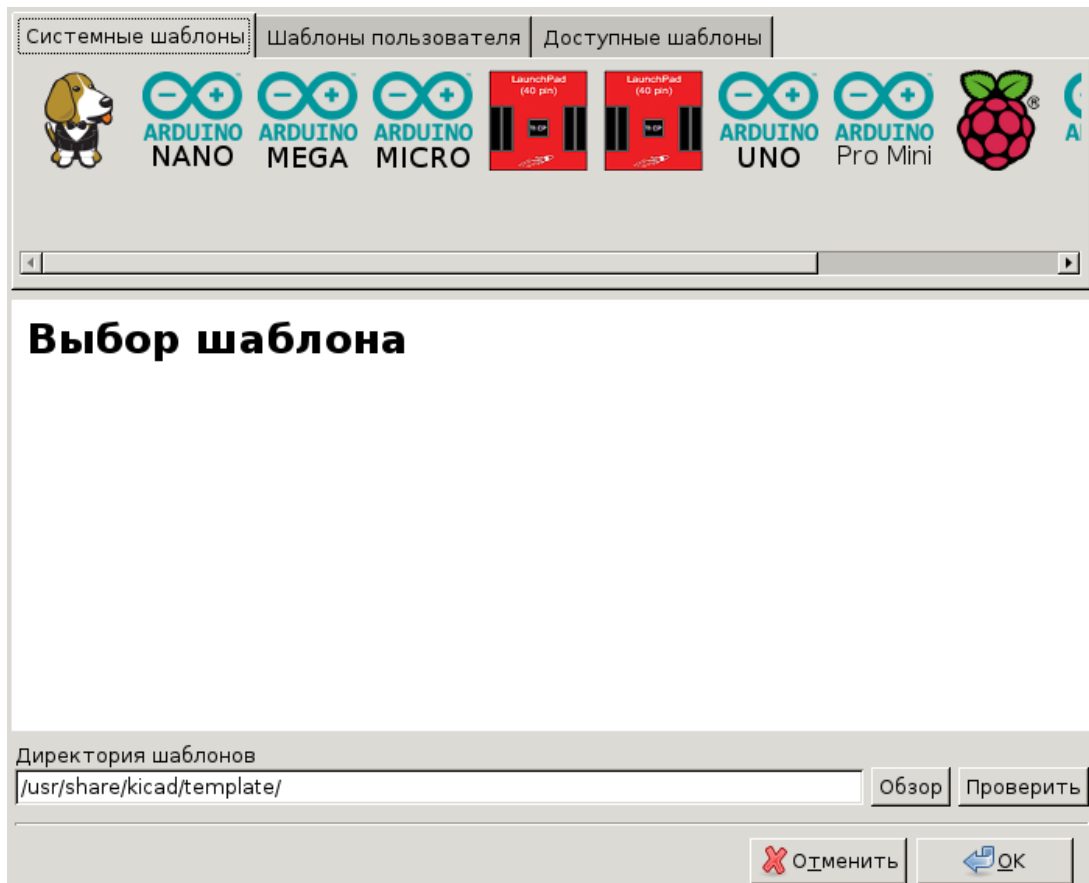 Системные шаблоны
Шаблоны пользователя
Доступные шаблоны
ARDUINO
NANO
ARDUINO
MEGA
ARDUINO
MICRO
LaunchPad
(40 pin)
LaunchPad
(40 pin)
ARDUINO
UNO
ARDUINO
Pro Mini
®
Выбор шаблона
Директория шаблонов
/usr/share/kicad/template/
Обзор
Проверить
Отменить
OK